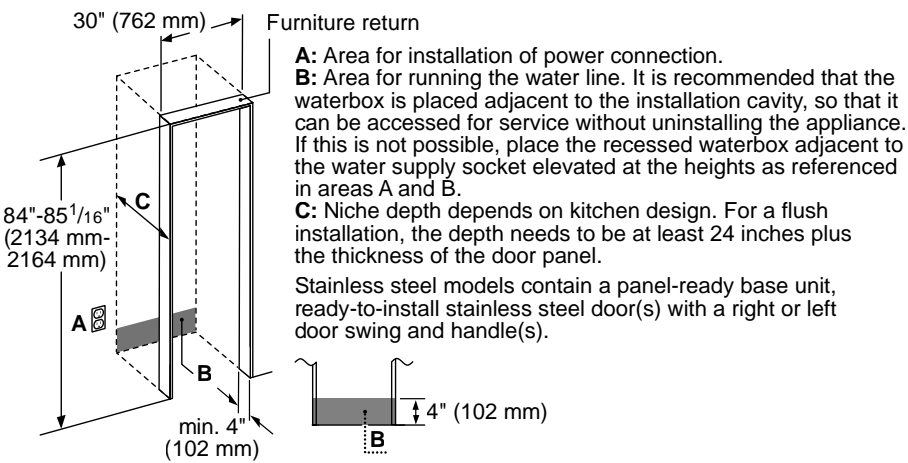 30" (762 mm)
Furniture return
A: Area for installation of power connection.
B: Area for running the water line. It is recommended that the
waterbox is placed adjacent to the installation cavity, so that it
can be accessed for service without uninstalling the appliance.
If this is not possible, place the recessed waterbox adjacent to
the water supply socket elevated at the heights as referenced
in areas A and B.
C: Niche depth depends on kitchen design. For a flush
installation, the depth needs to be at least 24 inches plus
the thickness of the door panel.
Stainless steel models contain a panel-ready base unit,
ready-to-install stainless steel door(s) with a right or left
door swing and handle(s).
C
84"-85 1/16"
(2134 mm-
2164 mm)
A
B
min. 4"
(102 mm)
4" (102 mm)
B